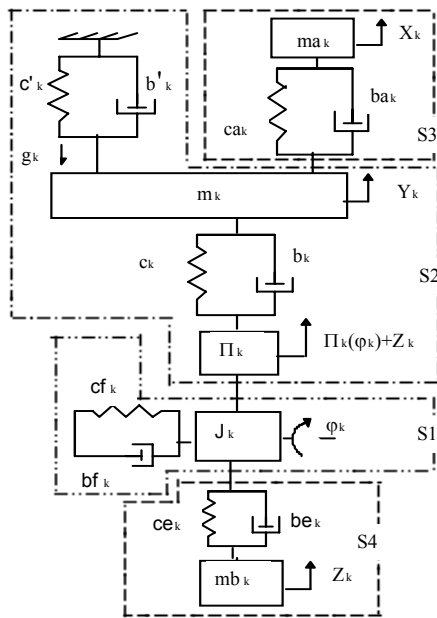 ma k
X k
c' k
b' k
ca k
ba k
S3
g k
m k
Y k
c k
b k
S2
Π k
Π k(φ k)+Z k
cf k
J k
φ k
S1
bf k
ce k
be k
S4
mb k
Z k